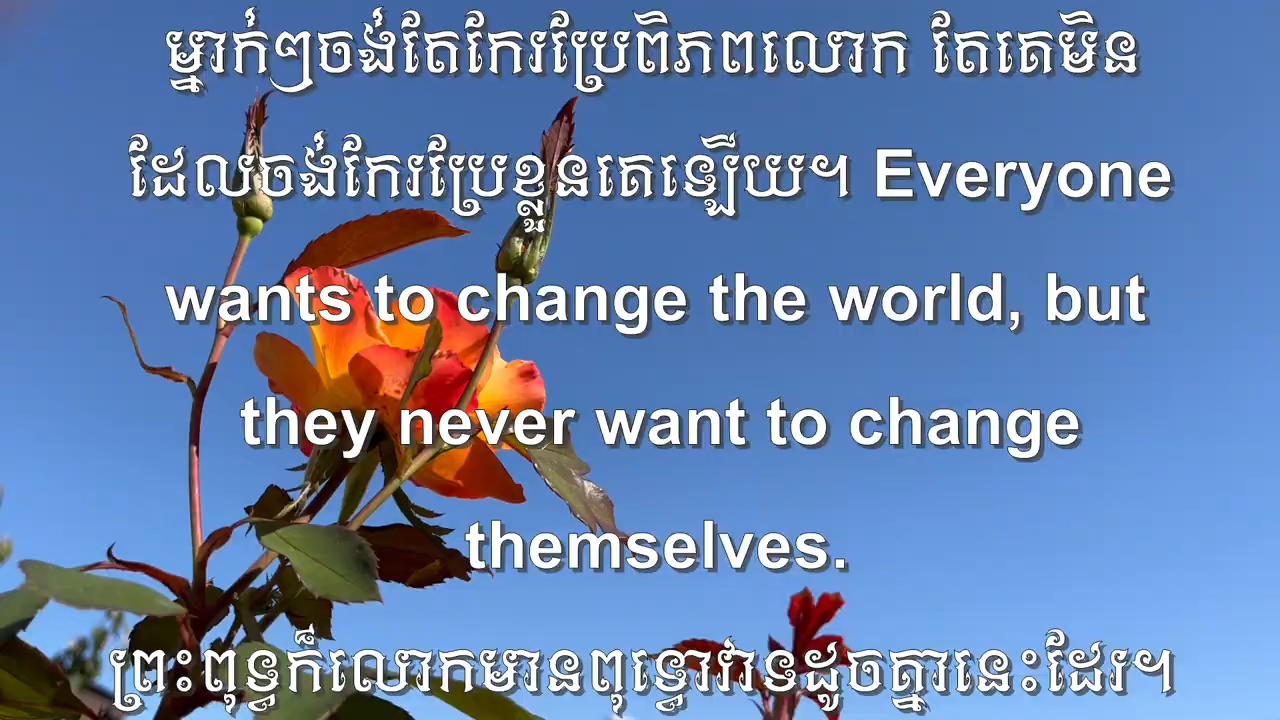 ម្នាក់ៗចង់តែកែរប្រែពិភពលោក តែគេមិន
ដែលចង់កែរប្រែខ្លួនគេឡើយ។ Everyone
wants to change the world, but
they never want to change
themselves.
ព្រះពុទ្ធក៏លោកមានពុទ្ធោវាទដូចគ្នានេះដែរ។